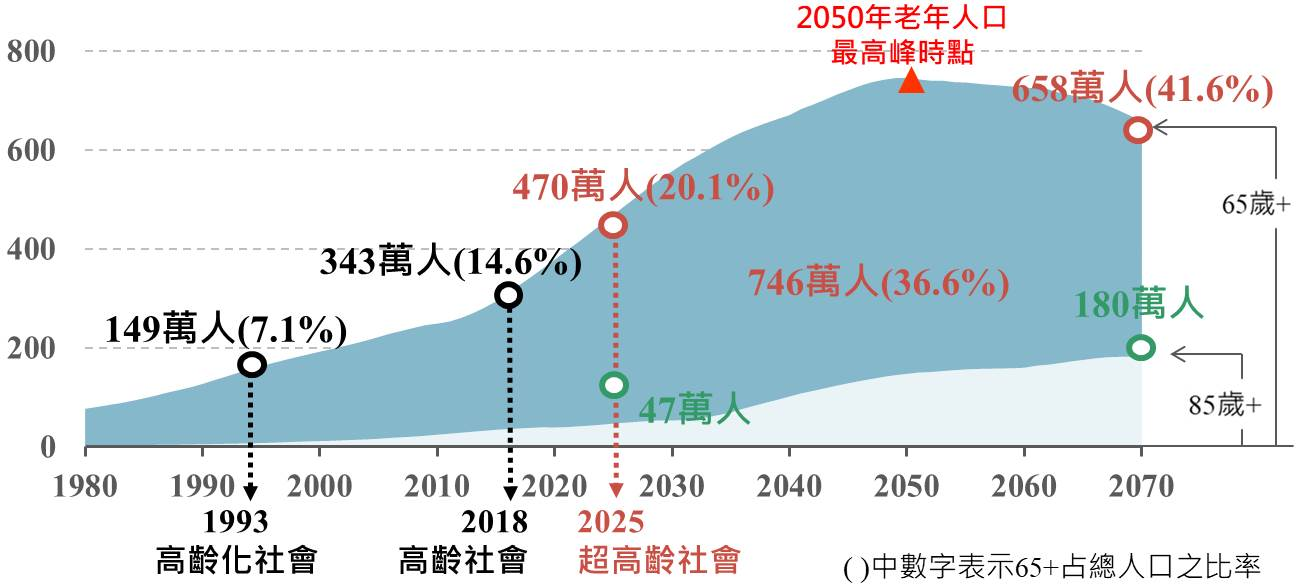 2050年老年人口
最高峰時點
800
658萬人(41.6%)
600
470萬人(20.1%)
65歲+
400
343萬人(14.6%)
746萬人(36.6%)
180萬人
149萬人(7.1%)
200
47萬人
85歲+
0
1980 1990 2000 2010 2020 2030 2040 2050 2060 2070
1993 2018 2025
高齡化社會 高齡社會 超高齡社會
( )中數字表示65+占總人口之比率